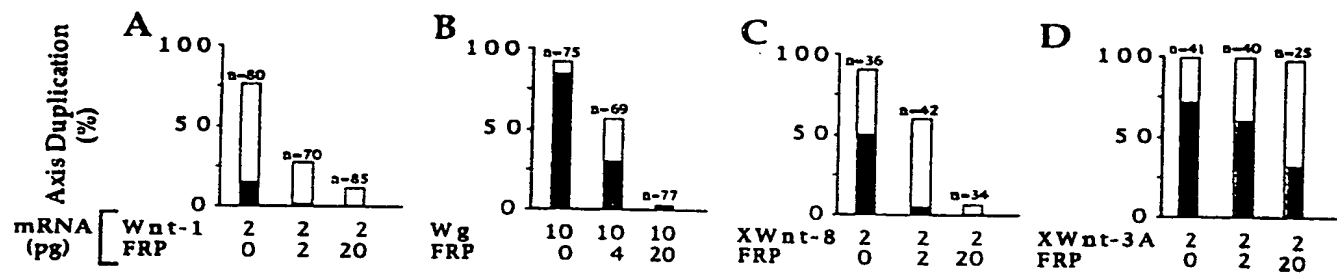 A
B
C
D
Axis Duplication
(%)
100
50
0
n=80
n=70
n=85
100
50
0
n=75
n=69
n=77
100
50
0
n=36
n=42
n=34
100
50
0
n=41
n=40
n=25
mRNA
(pg)
Wnt-1 2 2 2
FRP 0 2 20
Wg 10 10 10
FRP 0 4 20
XWnt-8 2 2 2
FRP 0 2 20
XWnt-3A 2 2 2
FRP 0 2 20